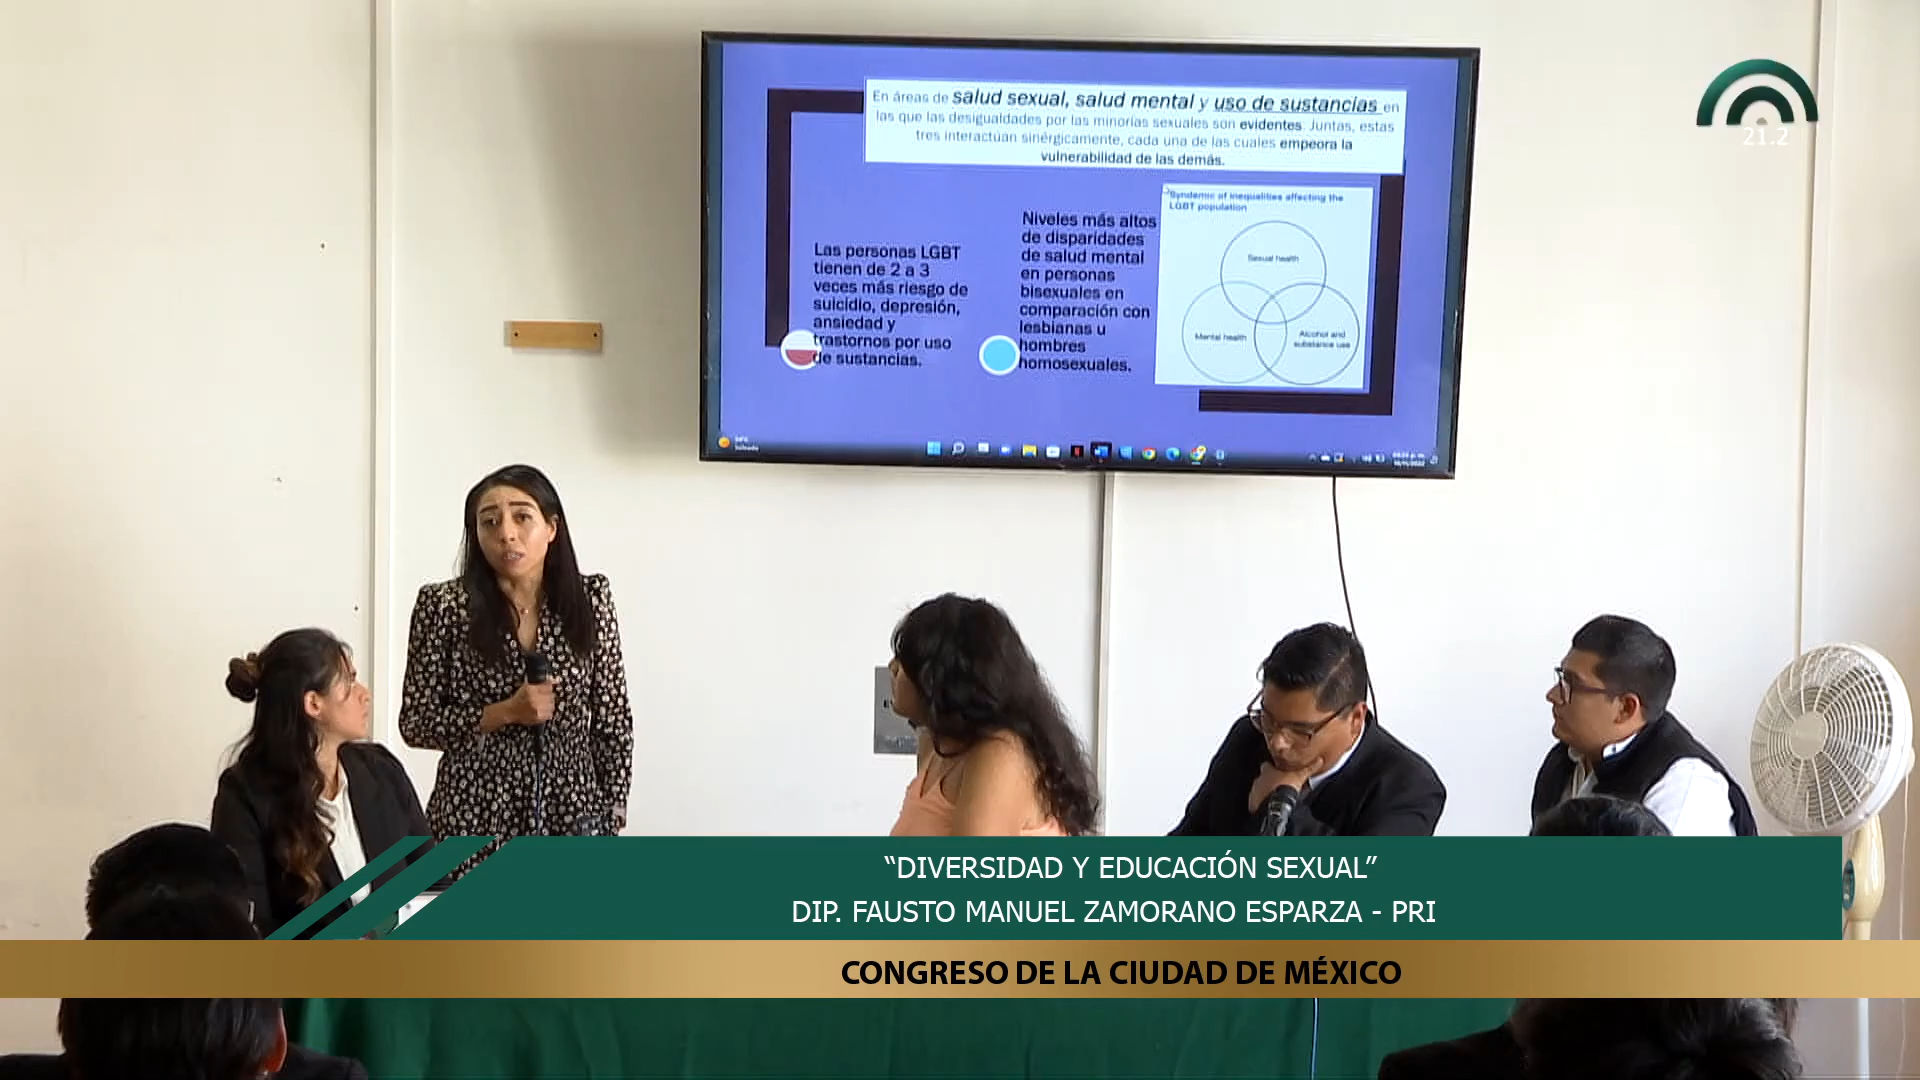 21.2
En áreas de salud sexual, salud mental y uso de sustancias en
las que las desigualdades por las minorías sexuales son evidentes. Juntas, estas
tres interactúan sinérgicamente, cada una de las cuales empeora la
vulnerabilidad de las demás.
Las personas LGBT
tienen de 2 a 3
veces más riesgo de
suicidio, depresión,
ansiedad y
trastornos por uso
de sustancias.
Niveles más altos
de disparidades
de salud mental
en personas
bisexuales en
comparación con
lesbianas u
hombres
homosexuales.
Syndemic of inequalities affecting the
LGBT population
Sexual health
Mental health
Alcohol and
substance use
“DIVERSIDAD Y EDUCACIÓN SEXUAL”
DIP. FAUSTO MANUEL ZAMORANO ESPARZA - PRI
CONGRESO DE LA CIUDAD DE MÉXICO